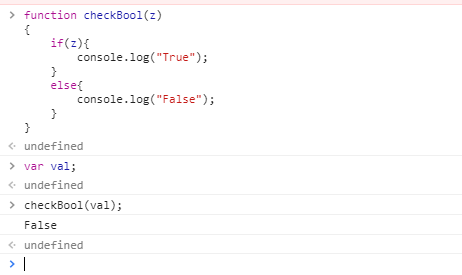 function checkBool(z)
{
    if(z){
        console.log("True");
    }
    else{
        console.log("False");
    }
}
undefined
var val;
undefined
checkBool(val);
False
undefined